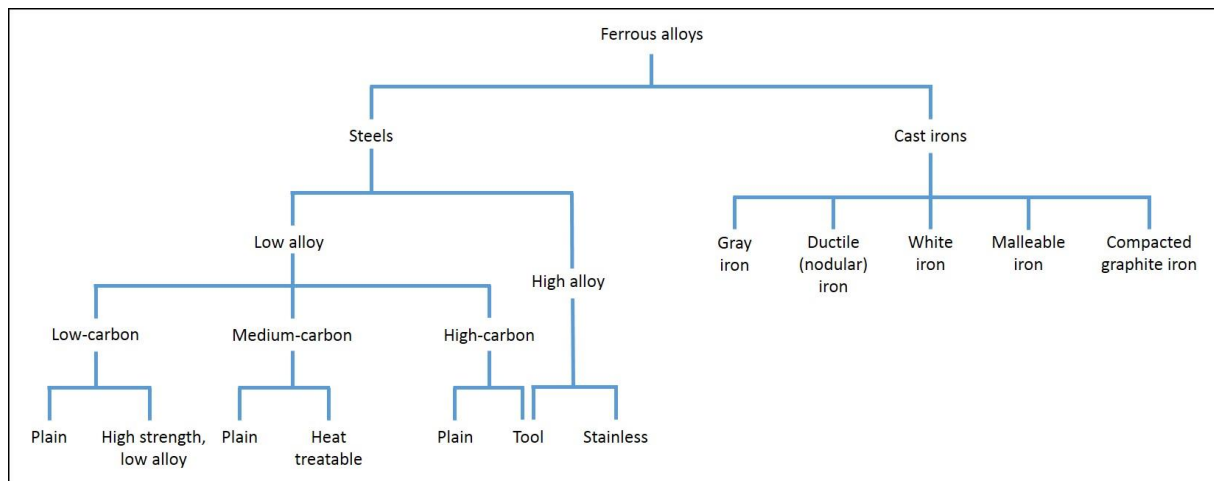 Ferrous alloys
Steels
Cast irons
Low alloy
High alloy
Gray
iron
Ductile
(nodular)
iron
White
iron
Malleable
iron
Compacted
graphite iron
Low-carbon
Medium-carbon
High-carbon
Plain
High strength,
low alloy
Plain
Heat
treatable
Plain
Tool
Stainless